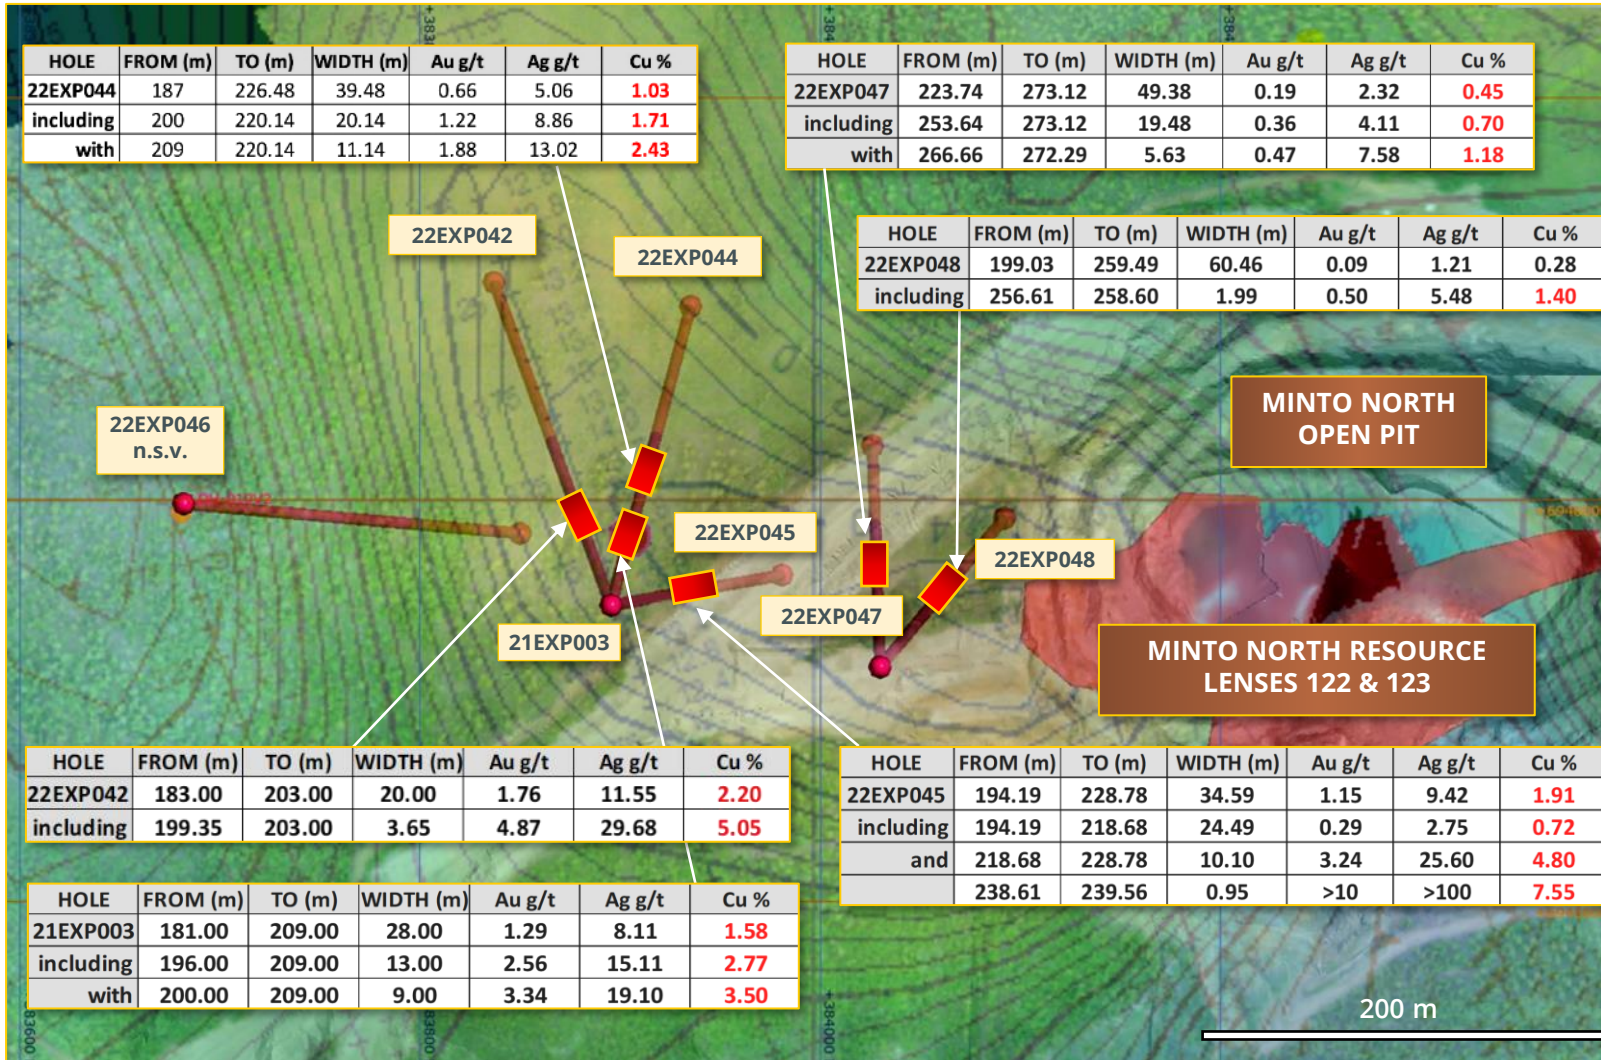 HOLE FROM (m) TO (m) WIDTH (m) Au g/t Ag g/t Cu %
22EXP044 187 226.48 39.48 0.66 5.06 1.03
including 200 220.14 20.14 1.22 8.86 1.71
with 209 220.14 11.14 1.88 13.02 2.43
HOLE FROM (m) TO (m) WIDTH (m) Au g/t Ag g/t Cu %
22EXP047 223.74 273.12 49.38 0.19 2.32 0.45
including 253.64 273.12 19.48 0.36 4.11 0.70
with 266.66 272.29 5.63 0.47 7.58 1.18
HOLE FROM (m) TO (m) WIDTH (m) Au g/t Ag g/t Cu %
22EXP048 199.03 259.49 60.46 0.09 1.21 0.28
including 256.61 258.60 1.99 0.50 5.48 1.40
22EXP042
22EXP044
22EXP046
n.s.v.
MINTO NORTH
OPEN PIT
22EXP045
22EXP048
22EXP047
21EXP003
MINTO NORTH RESOURCE
LENSES 122 & 123
HOLE FROM (m) TO (m) WIDTH (m) Au g/t Ag g/t Cu %
22EXP042 183.00 203.00 20.00 1.76 11.55 2.20
including 199.35 203.00 3.65 4.87 29.68 5.05
HOLE FROM (m) TO (m) WIDTH (m) Au g/t Ag g/t Cu %
22EXP045 194.19 228.78 34.59 1.15 9.42 1.91
including 194.19 218.68 24.49 0.29 2.75 0.72
and 218.68 228.78 10.10 3.24 25.60 4.80
238.61 239.56 0.95 >10 >100 7.55
HOLE FROM (m) TO (m) WIDTH (m) Au g/t Ag g/t Cu %
21EXP003 181.00 209.00 28.00 1.29 8.11 1.58
including 196.00 209.00 13.00 2.56 15.11 2.77
with 200.00 209.00 9.00 3.34 19.10 3.50
200 m
83600
83800
+384000